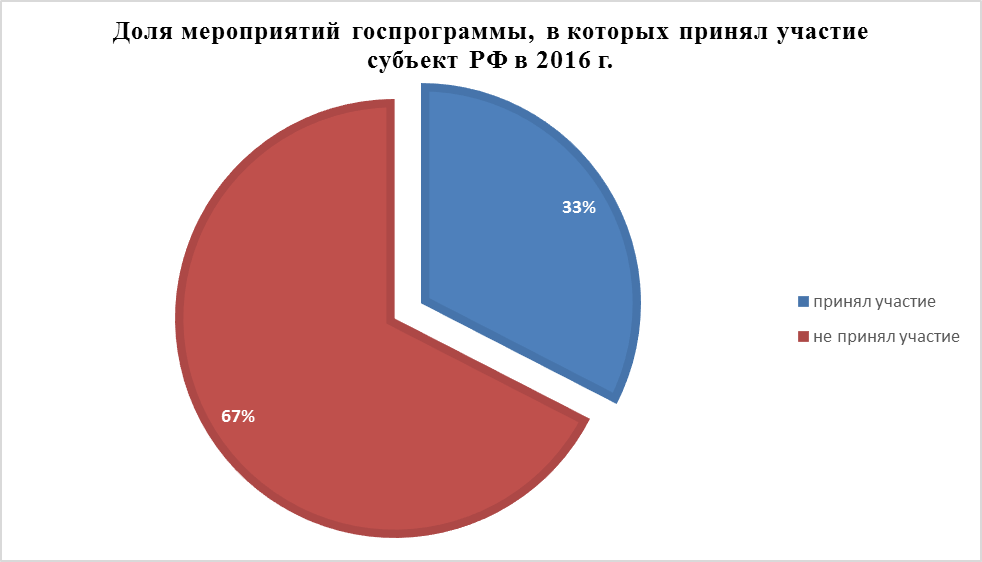 Доля мероприятий госпрограммы, в которых принял участие
субъект РФ в 2016 г.
33%
67%
принял участие
не принял участие